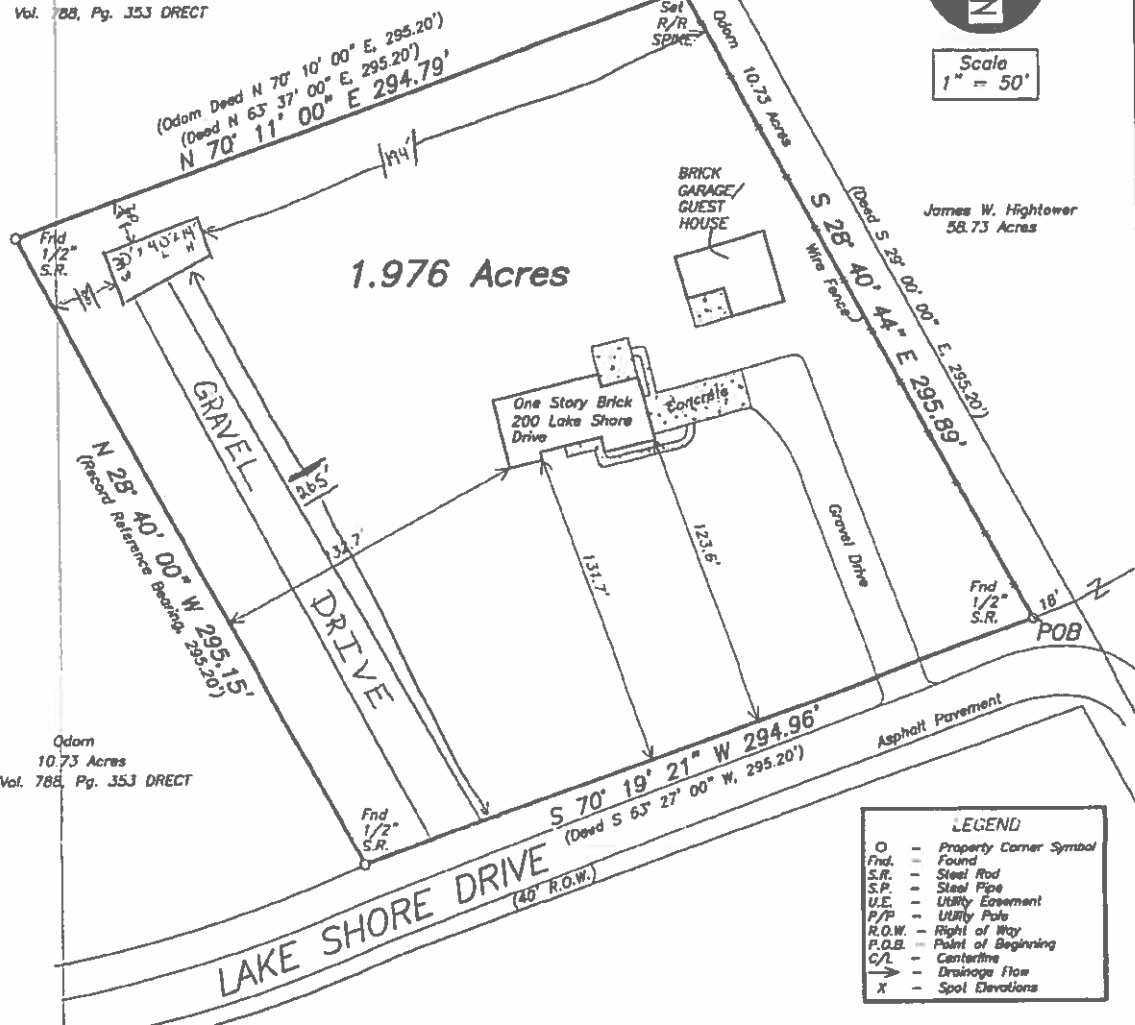 Vol. 788, Pg. 353 DRECT
(Odom Deed N 70° 10' 00" E, 295.20')
(Deed N 63° 37' 00" E, 295.20')
N 70° 11' 00" E 294.79'
Set
R/R
SPIKE
Odom 10.73 Acres
N
Scale
1" = 50'
194'
Fnd
1/2"
S.R.
1.976 Acres
BRICK
GARAGE/
GUEST
HOUSE
James W. Hightower
58.73 Acres
(Deed S 29° 00' 00" E, 295.20')
S 28° 40' 44" E 295.89'
Wire Fence
GRAVEL
DRIVE
265'
One Story Brick
200 Lake Shore
Drive
Concrete
132.7'
131.7'
123.6'
Gravel Drive
N 28° 40' 00" W 295.15'
(Record Reference Bearing, 295.20')
Fnd
1/2"
S.R.
18'
POB
Odom
10.73 Acres
Vol. 788, Pg. 353 DRECT
Fnd
1/2"
S.R.
S 70° 19' 21" W 294.96'
(Deed S 63° 27' 00" W, 295.20')
Asphalt Pavement
LAKE SHORE DRIVE
(40' R.O.W.)
LEGEND
O - Property Corner Symbol
Fnd. - Found
S.R. - Steel Rod
S.P. - Steel Pipe
U.E. - Utility Easement
P/P - Utility Pole
R.O.W. - Right of Way
P.O.B. - Point of Beginning
C/L - Centerline
→ - Drainage Flow
X - Spot Elevations